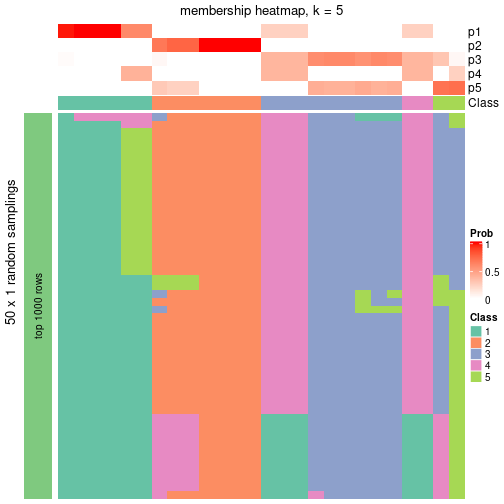 membership heatmap, k = 5
p1
p2
p3
p4
p5
Class
50 x 1 random samplings
top 1000 rows
Prob
1
0.5
0
Class
1
2
3
4
5